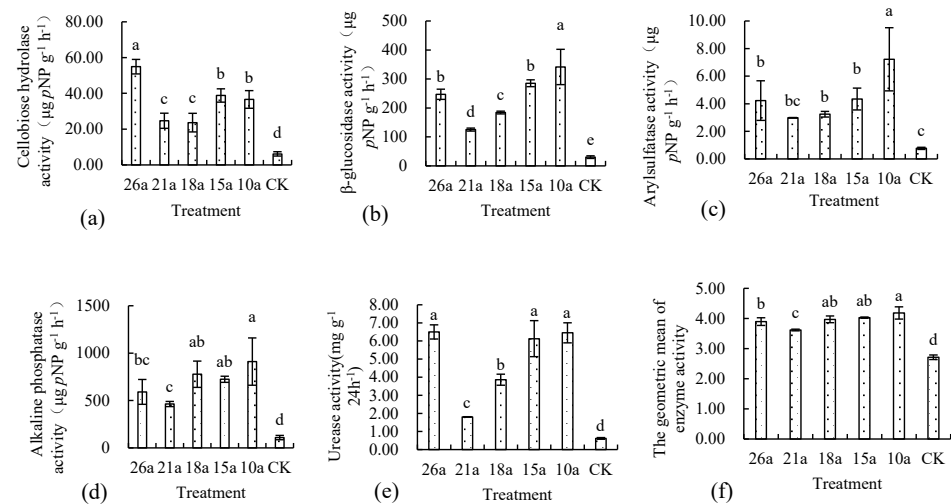 Cellobiose hydrolase
activity（μg pNP g-1 h-1)
80.00
60.00
40.00
20.00
0.00
a
c
c
b
b
d
26a 21a 18a 15a 10a CK
Treatment
(a)
β-glucosidase activity（μg
pNP g-1 h-1)
500
400
300
200
100
0
b
d
c
b
a
e
26a 21a 18a 15a 10a CK
Treatment
(b)
Arylsulfatase activity（μg
pNP g-1 h-1)
10.00
8.00
6.00
4.00
2.00
0.00
b
bc
b
b
a
c
26a 21a 18a 15a 10a CK
Treatment
(c)
Alkaline phosphatase
activity（μg pNP g-1 h-1)
1500
1000
500
0
bc
c
ab
ab
a
d
26a 21a 18a 15a 10a CK
Treatment
(d)
Urease activity(mg g-1
24h-1)
8.00
7.00
6.00
5.00
4.00
3.00
2.00
1.00
0.00
a
c
b
a
a
d
26a 21a 18a 15a 10a CK
Treatment
(e)
The geometric mean of
enzyme activity
5.00
4.00
3.00
2.00
1.00
0.00
b
c
ab
ab
a
d
26a 21a 18a 15a 10a CK
Treatment
(f)